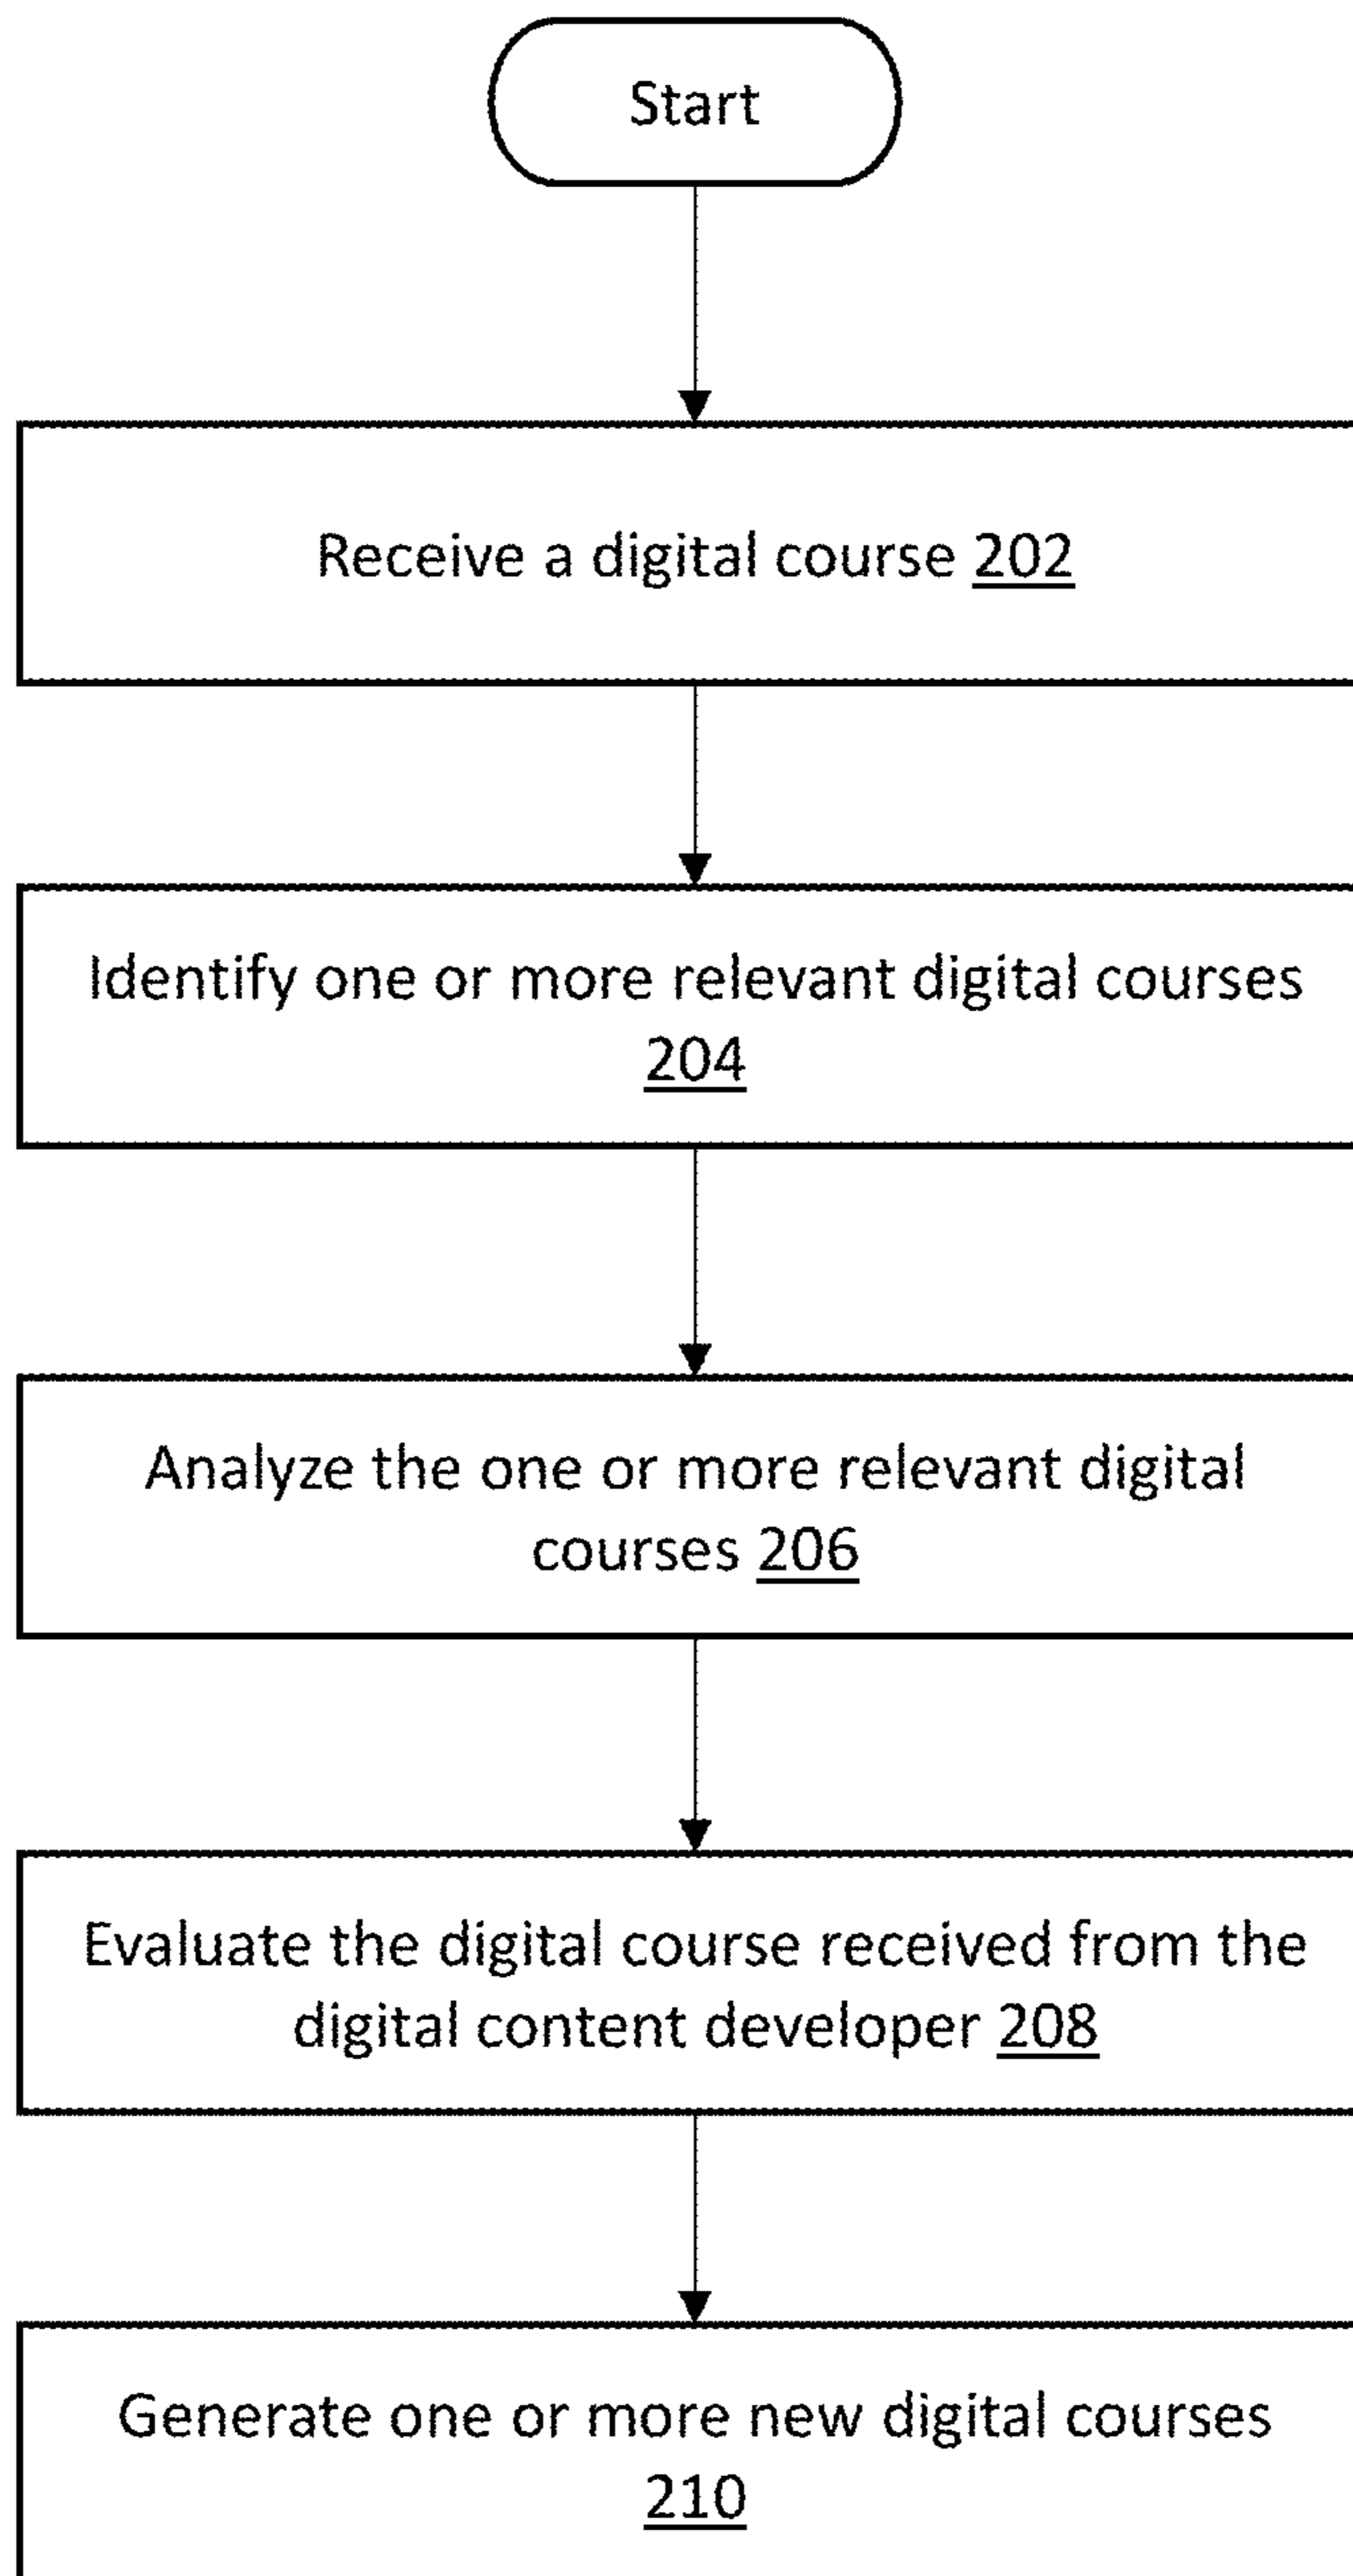 Start
Receive a digital course 202
Identify one or more relevant digital courses
204
Analyze the one or more relevant digital
courses 206
Evaluate the digital course received from the
digital content developer 208
Generate one or more new digital courses
210